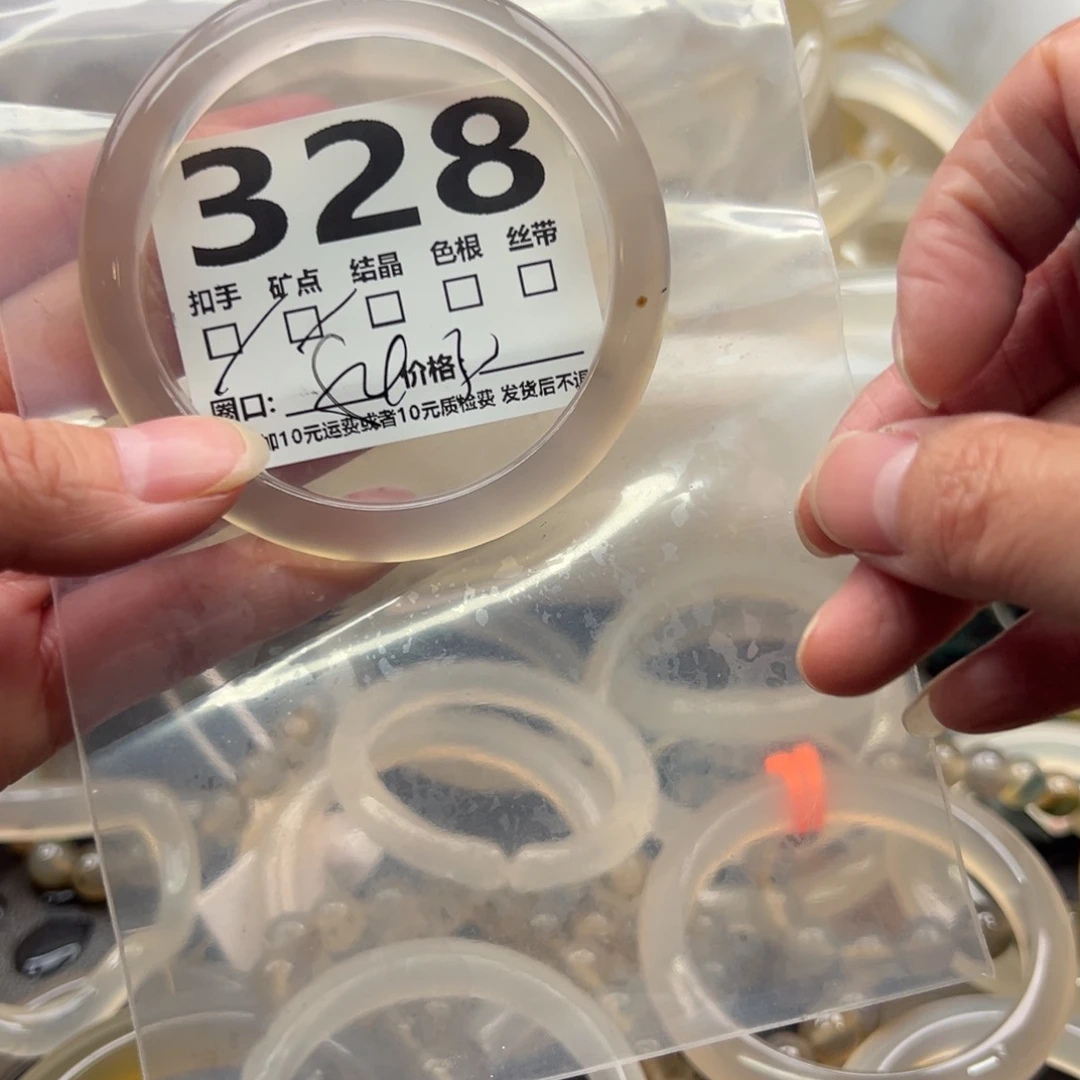 328
扣手 矿点 结晶 色根 丝带
圈口: 价格:
加10元运费或者10元质检费 发货后不退